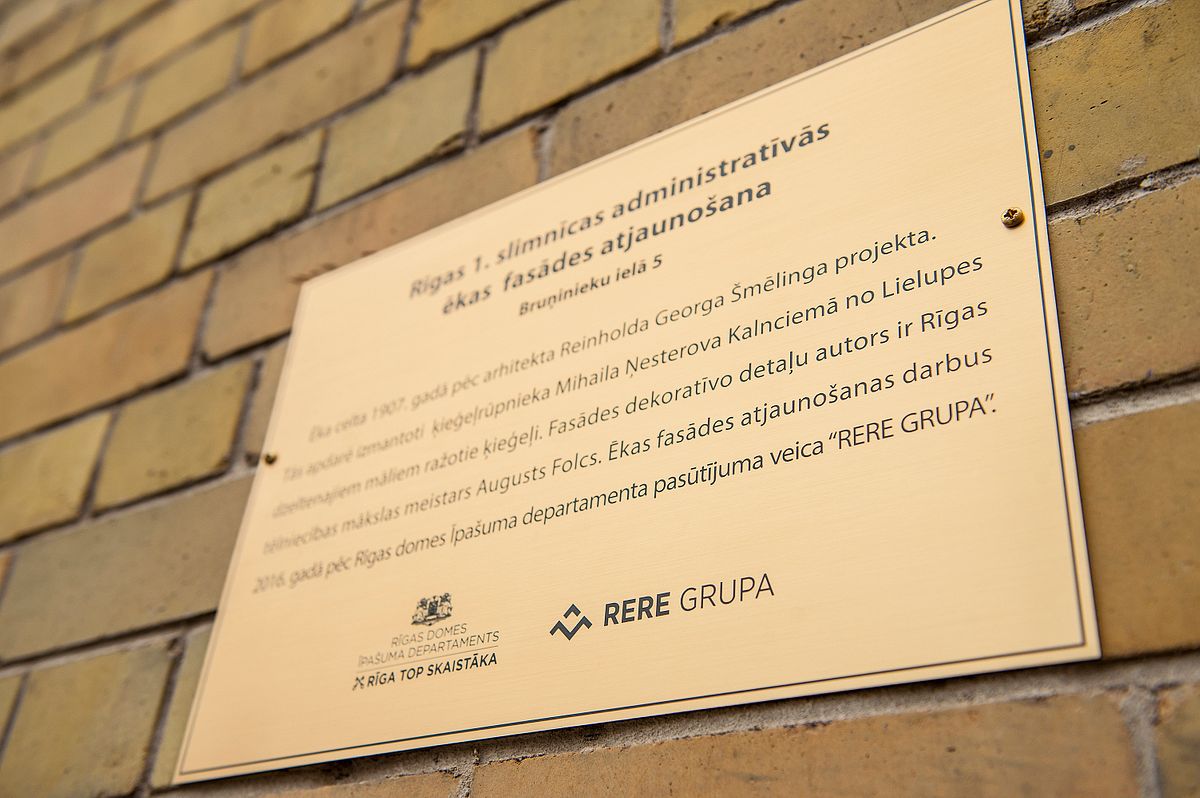 Rīgas 1. slimnīcas administratīvās
ēkas fasādes atjaunošana
Bruņinieku ielā 5
Ēka celta 1907. gadā pēc arhitekta Reinholda Georga Šmēlinga projekta.
Tās apdarē izmantoti ķieģeļrūpnieka Mihaila Ņesterova Kalnciemā no Lielupes
dzeltenajiem māliem ražotie ķieģeļi. Fasādes dekoratīvo detaļu autors ir Rīgas
tēlniecības mākslas meistars Augusts Folcs. Ēkas fasādes atjaunošanas darbus
2016. gadā pēc Rīgas domes Īpašuma departamenta pasūtījuma veica “RERE GRUPA”.
RĪGAS DOMES
ĪPAŠUMA DEPARTAMENTS
RĪGA TOP SKAISTĀKA
RERE GRUPA